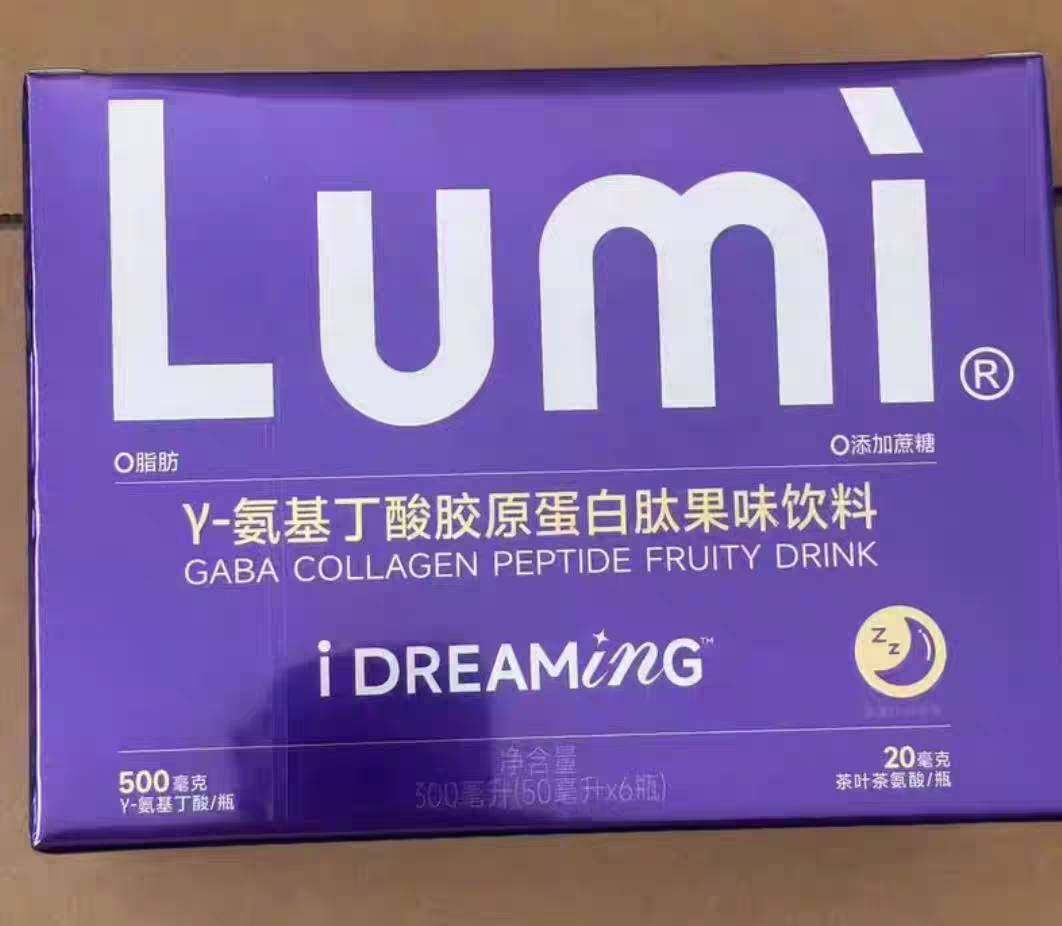 Lumì®
0脂肪
0添加蔗糖
γ-氨基丁酸胶原蛋白肽果味饮料
GABA COLLAGEN PEPTIDE FRUITY DRINK
i DREAMinG™
Z
z
500毫克
γ-氨基丁酸/瓶
净含量
300毫升(50毫升x6瓶)
20毫克
茶叶茶氨酸/瓶